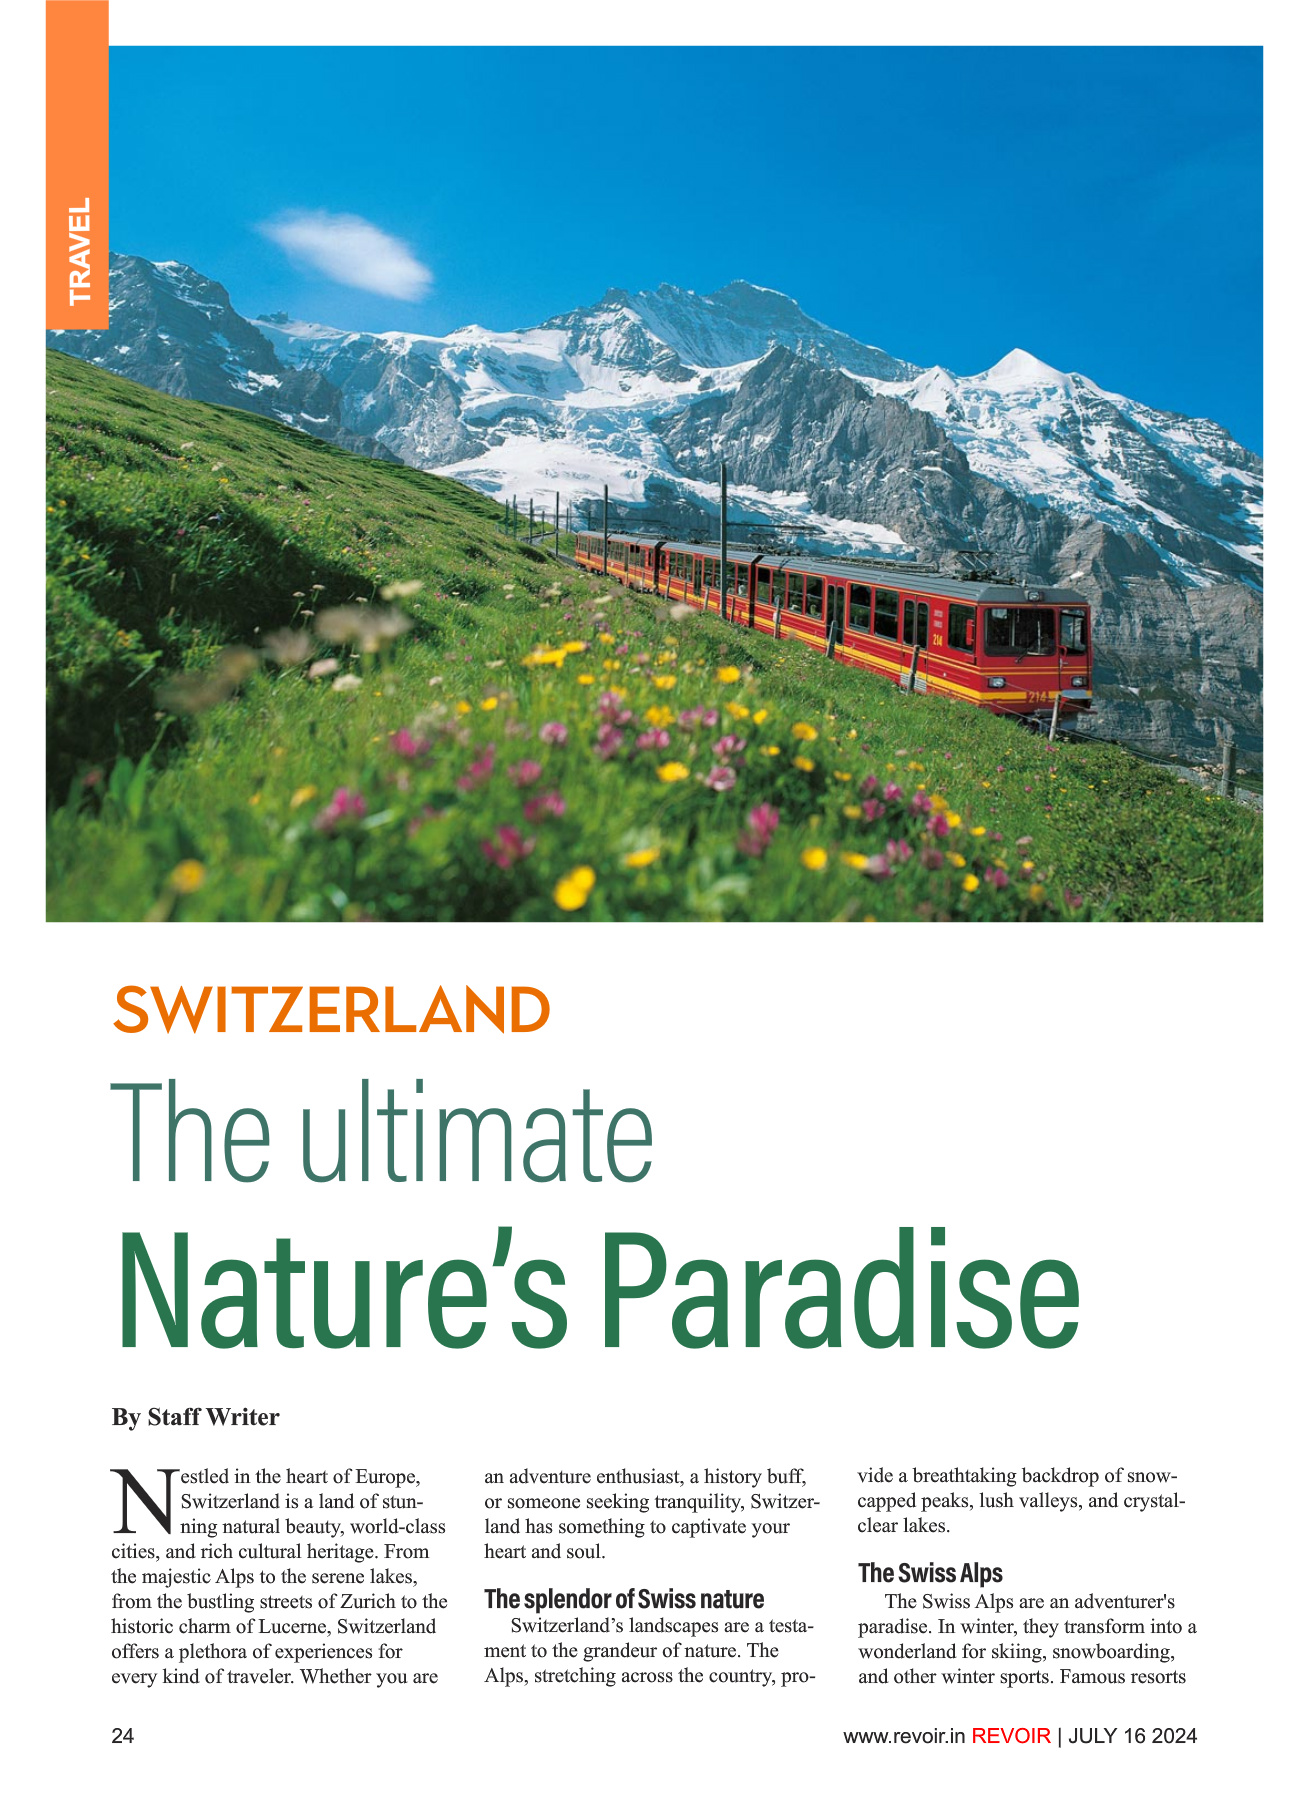 TRAVEL
214
214
SWITZERLAND
The ultimate
Nature’s Paradise
By Staff Writer
Nestled in the heart of Europe,
Switzerland is a land of stun-
ning natural beauty, world-class
cities, and rich cultural heritage. From
the majestic Alps to the serene lakes,
from the bustling streets of Zurich to the
historic charm of Lucerne, Switzerland
offers a plethora of experiences for
every kind of traveler. Whether you are
an adventure enthusiast, a history buff,
or someone seeking tranquility, Switzer-
land has something to captivate your
heart and soul.
The splendor of Swiss nature
Switzerland’s landscapes are a testa-
ment to the grandeur of nature. The
Alps, stretching across the country, pro-
vide a breathtaking backdrop of snow-
capped peaks, lush valleys, and crystal-
clear lakes.
The Swiss Alps
The Swiss Alps are an adventurer's
paradise. In winter, they transform into a
wonderland for skiing, snowboarding,
and other winter sports. Famous resorts
24
www.revoir.in REVOIR | JULY 16 2024